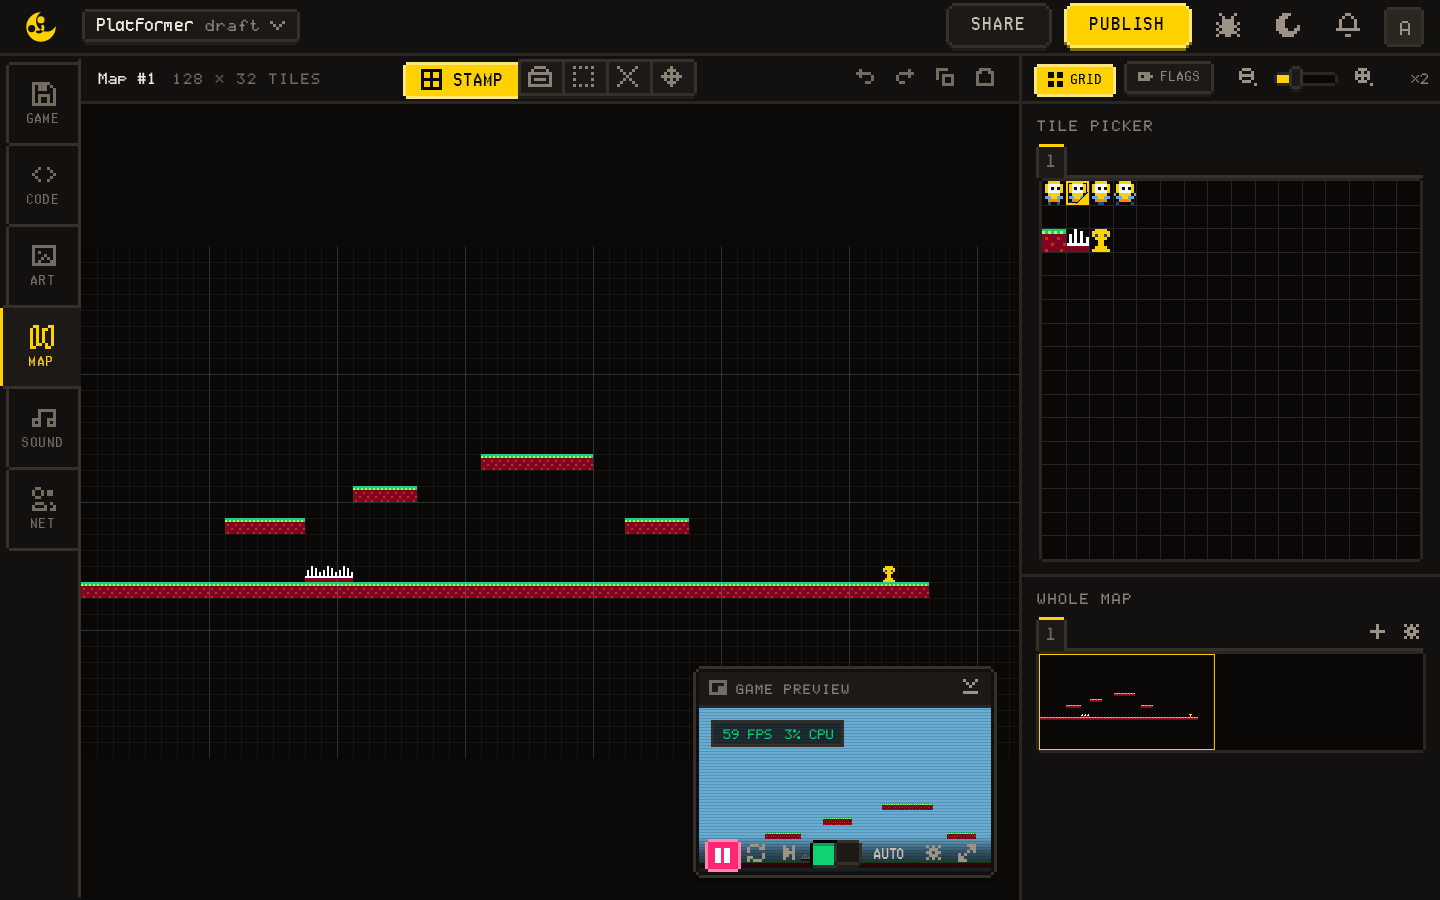 Platformer draft
SHARE
PUBLISH
A
Map #1 128 × 32 TILES
STAMP
GRID
FLAGS
×2
GAME
CODE
ART
MAP
SOUND
NET
TILE PICKER
1
WHOLE MAP
1
GAME PREVIEW
59 FPS 3% CPU
AUTO